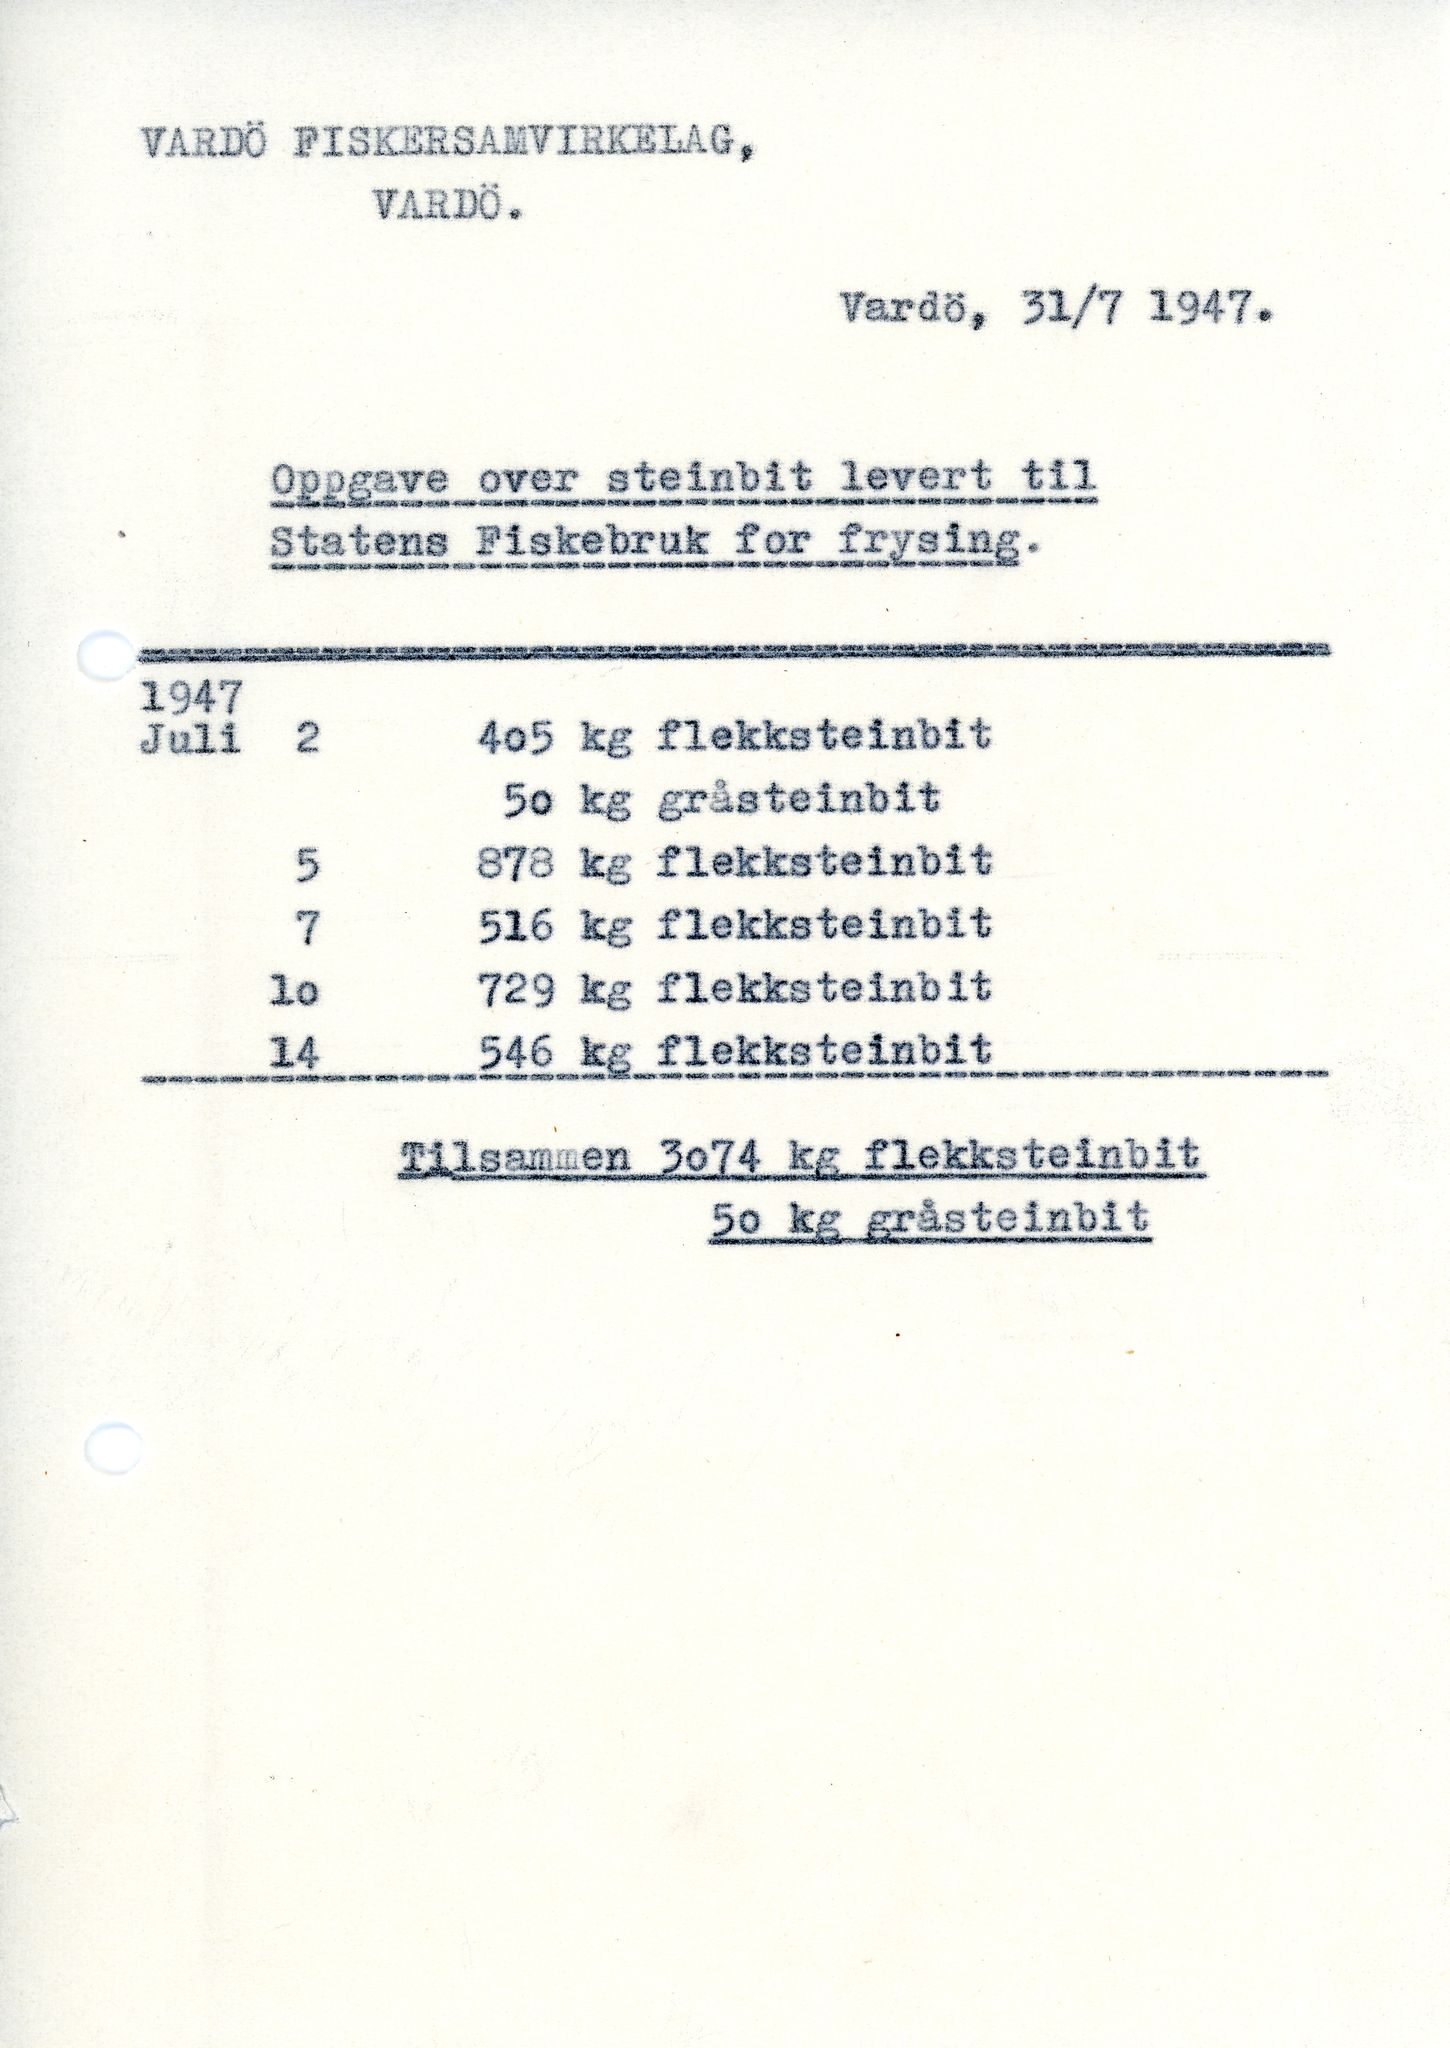 VARDÖ FISKERSAMVIRKELAG,
VARDÖ.
Vardö, 31/7 1947.
Oppgave over steinbit levert til
Statens Fiskebruk for frysing.
1947
Juli 2 4o5 kg flekksteinbit
5o kg gråsteinbit
5 878 kg flekksteinbit
7 516 kg flekksteinbit
lo 729 kg flekksteinbit
14 546 kg flekksteinbit
Tilsammen 3o74 kg flekksteinbit
5o kg gråsteinbit